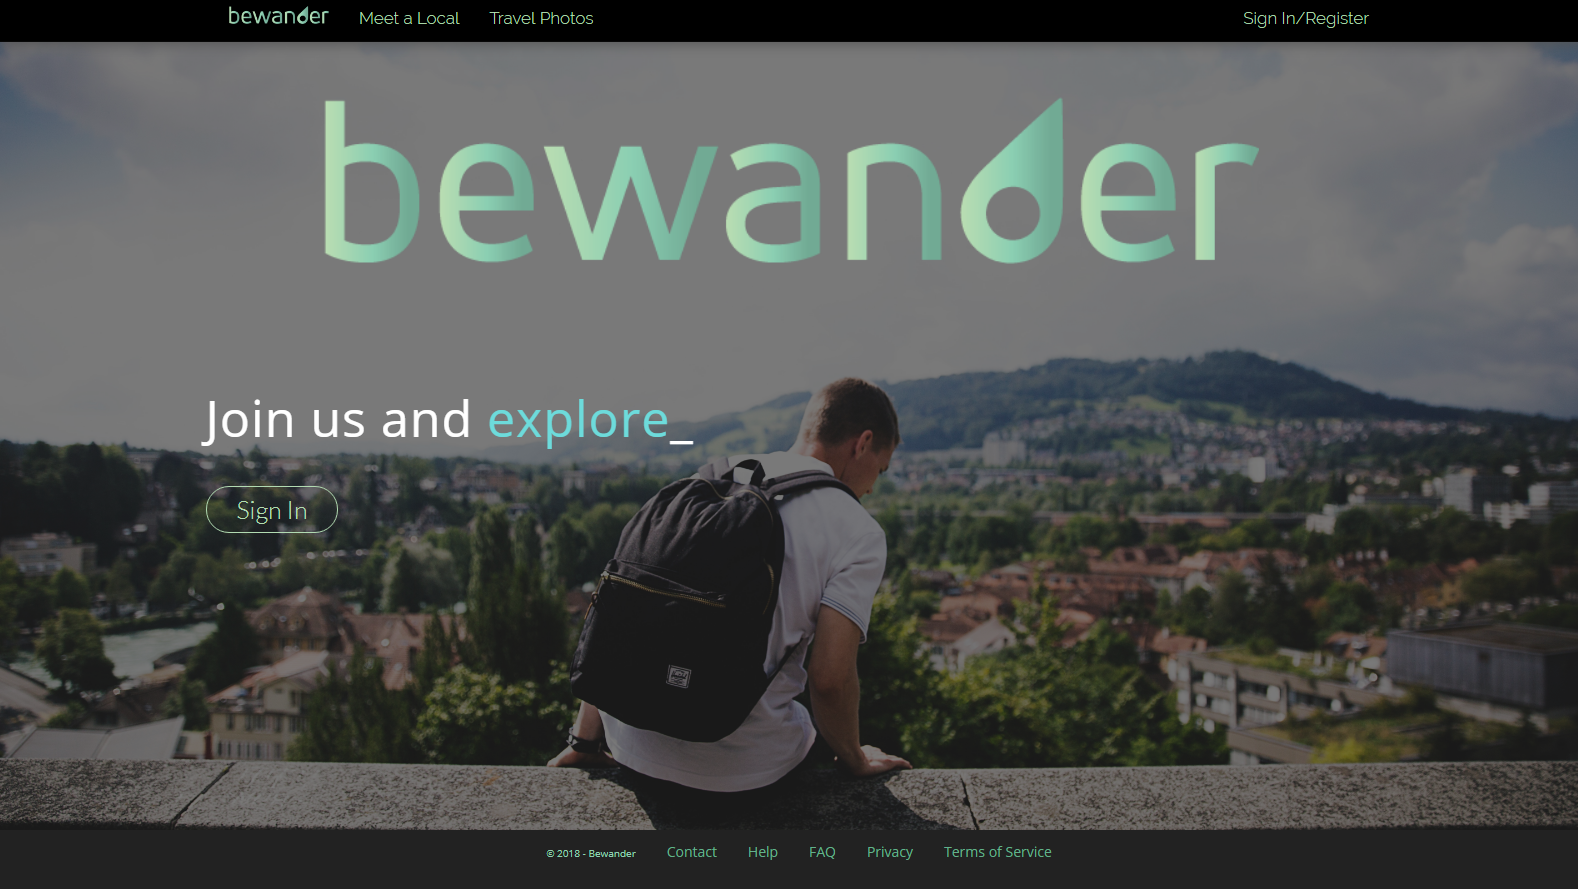 bewander Meet a Local Travel Photos Sign In/Register
bewander
Join us and explore_
Sign In
© 2018 - Bewander Contact Help FAQ Privacy Terms of Service